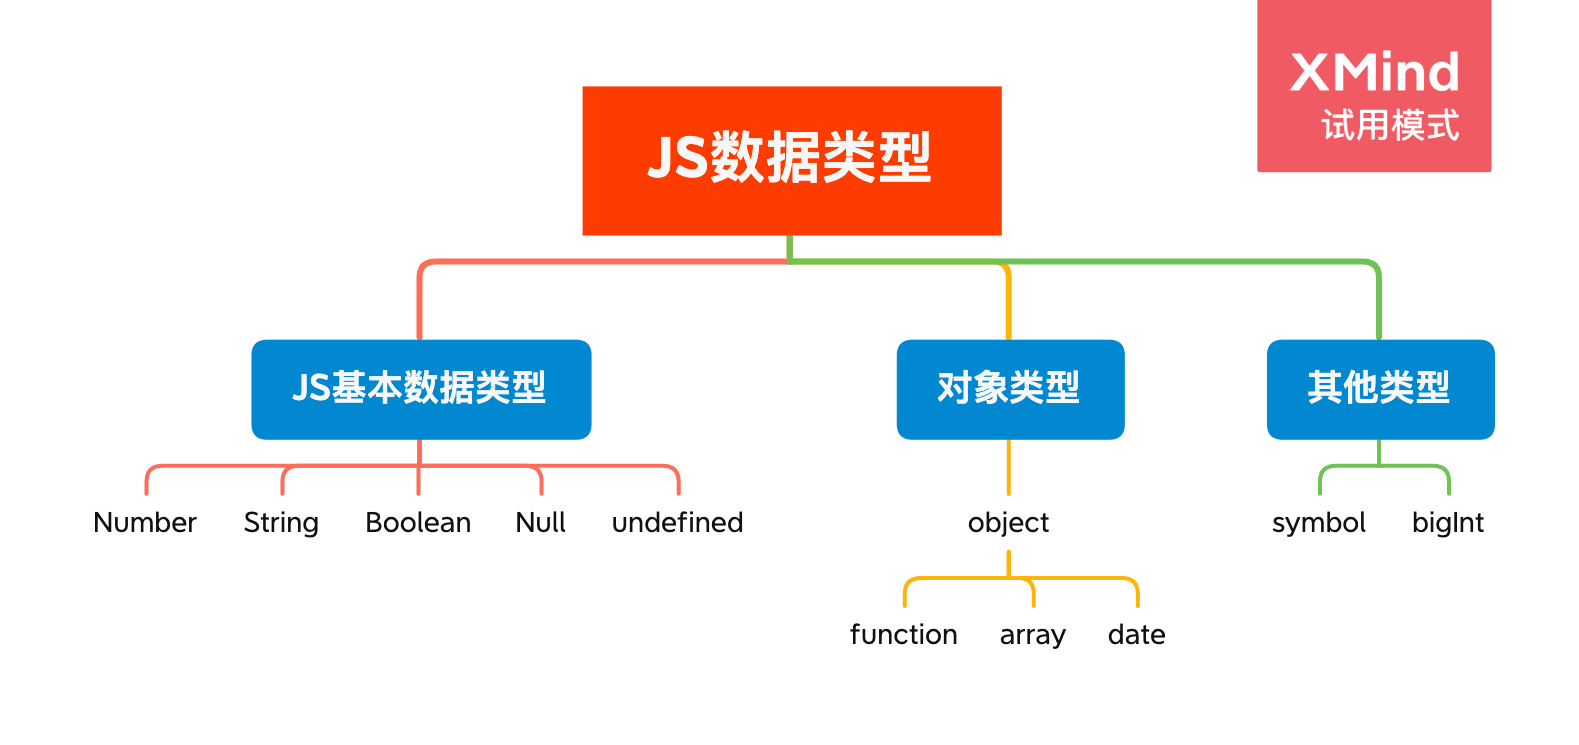 XMind
试用模式
JS数据类型
JS基本数据类型
对象类型
其他类型
Number
String
Boolean
Null
undefined
object
symbol
bigInt
function
array
date